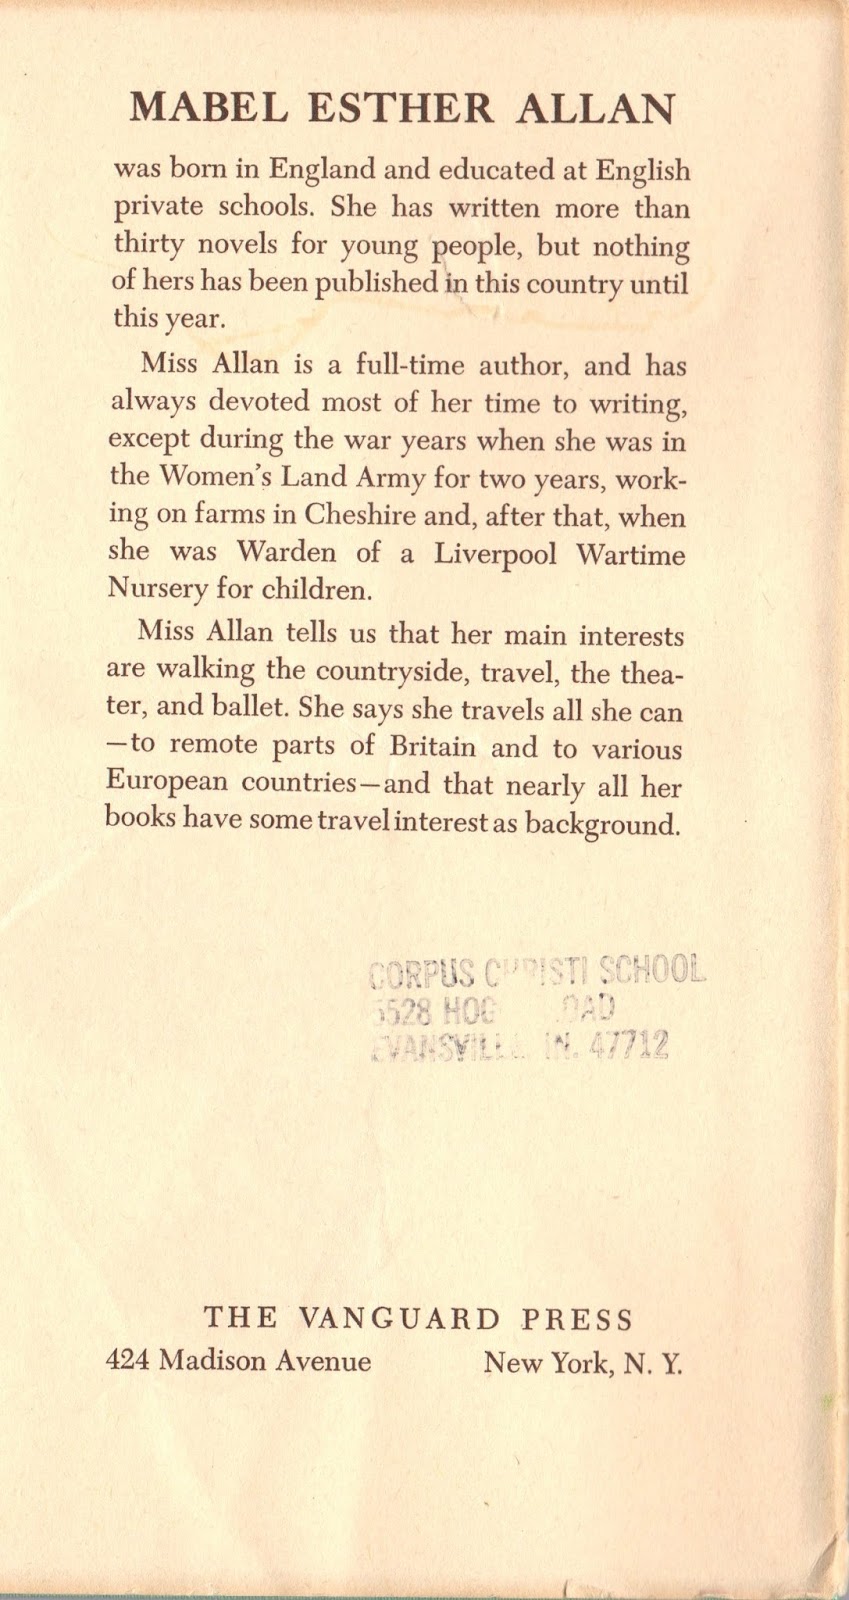 MABEL ESTHER ALLAN
was born in England and educated at English
private schools. She has written more than
thirty novels for young people, but nothing
of hers has been published in this country until
this year.
Miss Allan is a full-time author, and has
always devoted most of her time to writing,
except during the war years when she was in
the Women's Land Army for two years, work-
ing on farms in Cheshire and, after that, when
she was Warden of a Liverpool Wartime
Nursery for children.
Miss Allan tells us that her main interests
are walking the countryside, travel, the thea-
ter, and ballet. She says she travels all she can
—to remote parts of Britain and to various
European countries—and that nearly all her
books have some travel interest as background.
CORPUS CHRISTI SCHOOL
5528 ROAD
EVANSVILLE, IN. 47712
THE VANGUARD PRESS
424 Madison Avenue New York, N. Y.